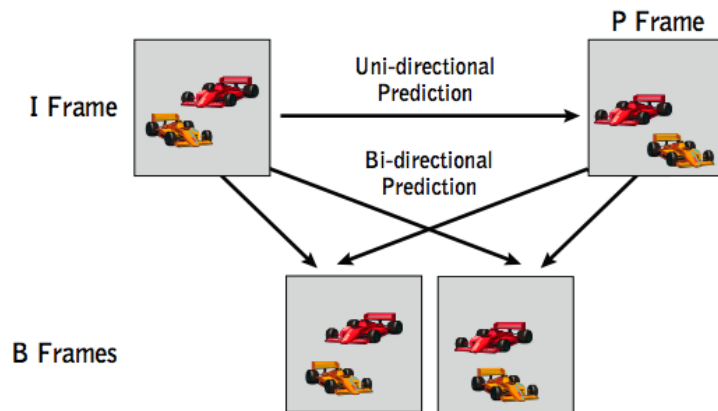 P Frame
I Frame
Uni-directional
Prediction
Bi-directional
Prediction
B Frames